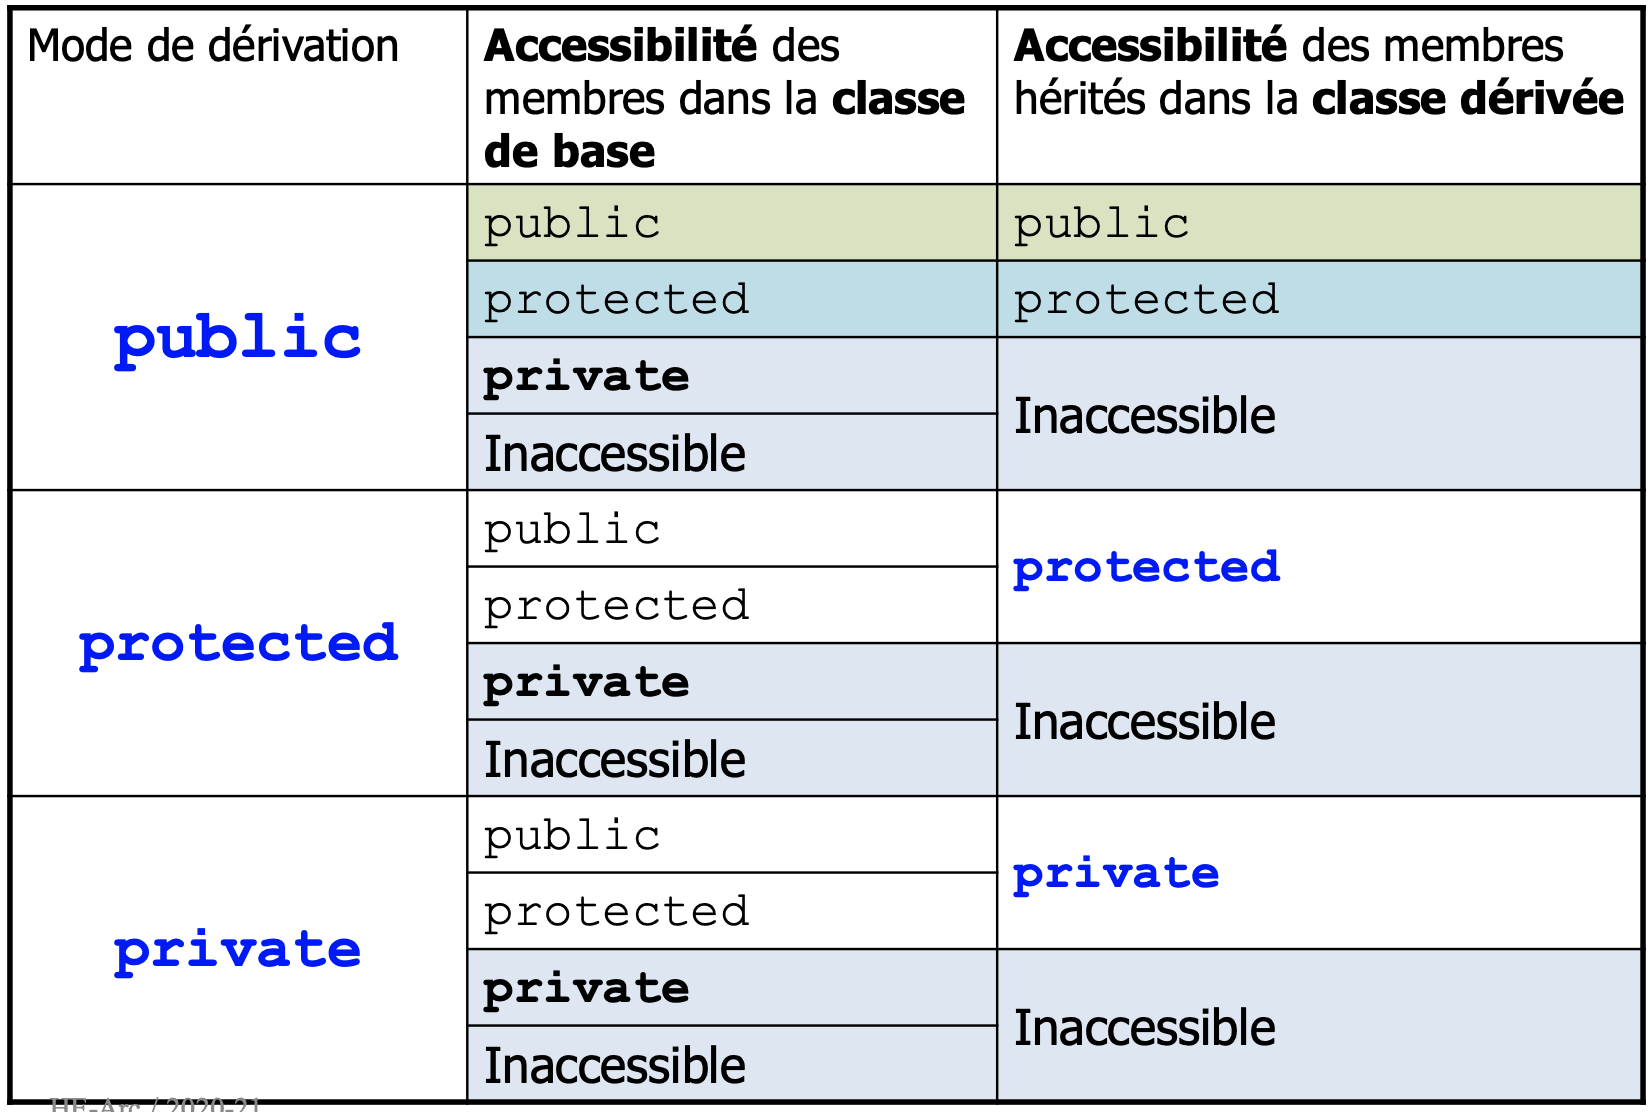 Mode de dérivation
Accessibilité des
membres dans la classe
de base
Accessibilité des membres
hérités dans la classe dérivée
public
public
public
protected
protected
private
Inaccessible
Inaccessible
protected
public
protected
protected
private
Inaccessible
Inaccessible
private
public
private
protected
private
Inaccessible
Inaccessible
HE-Arc / 2020-21